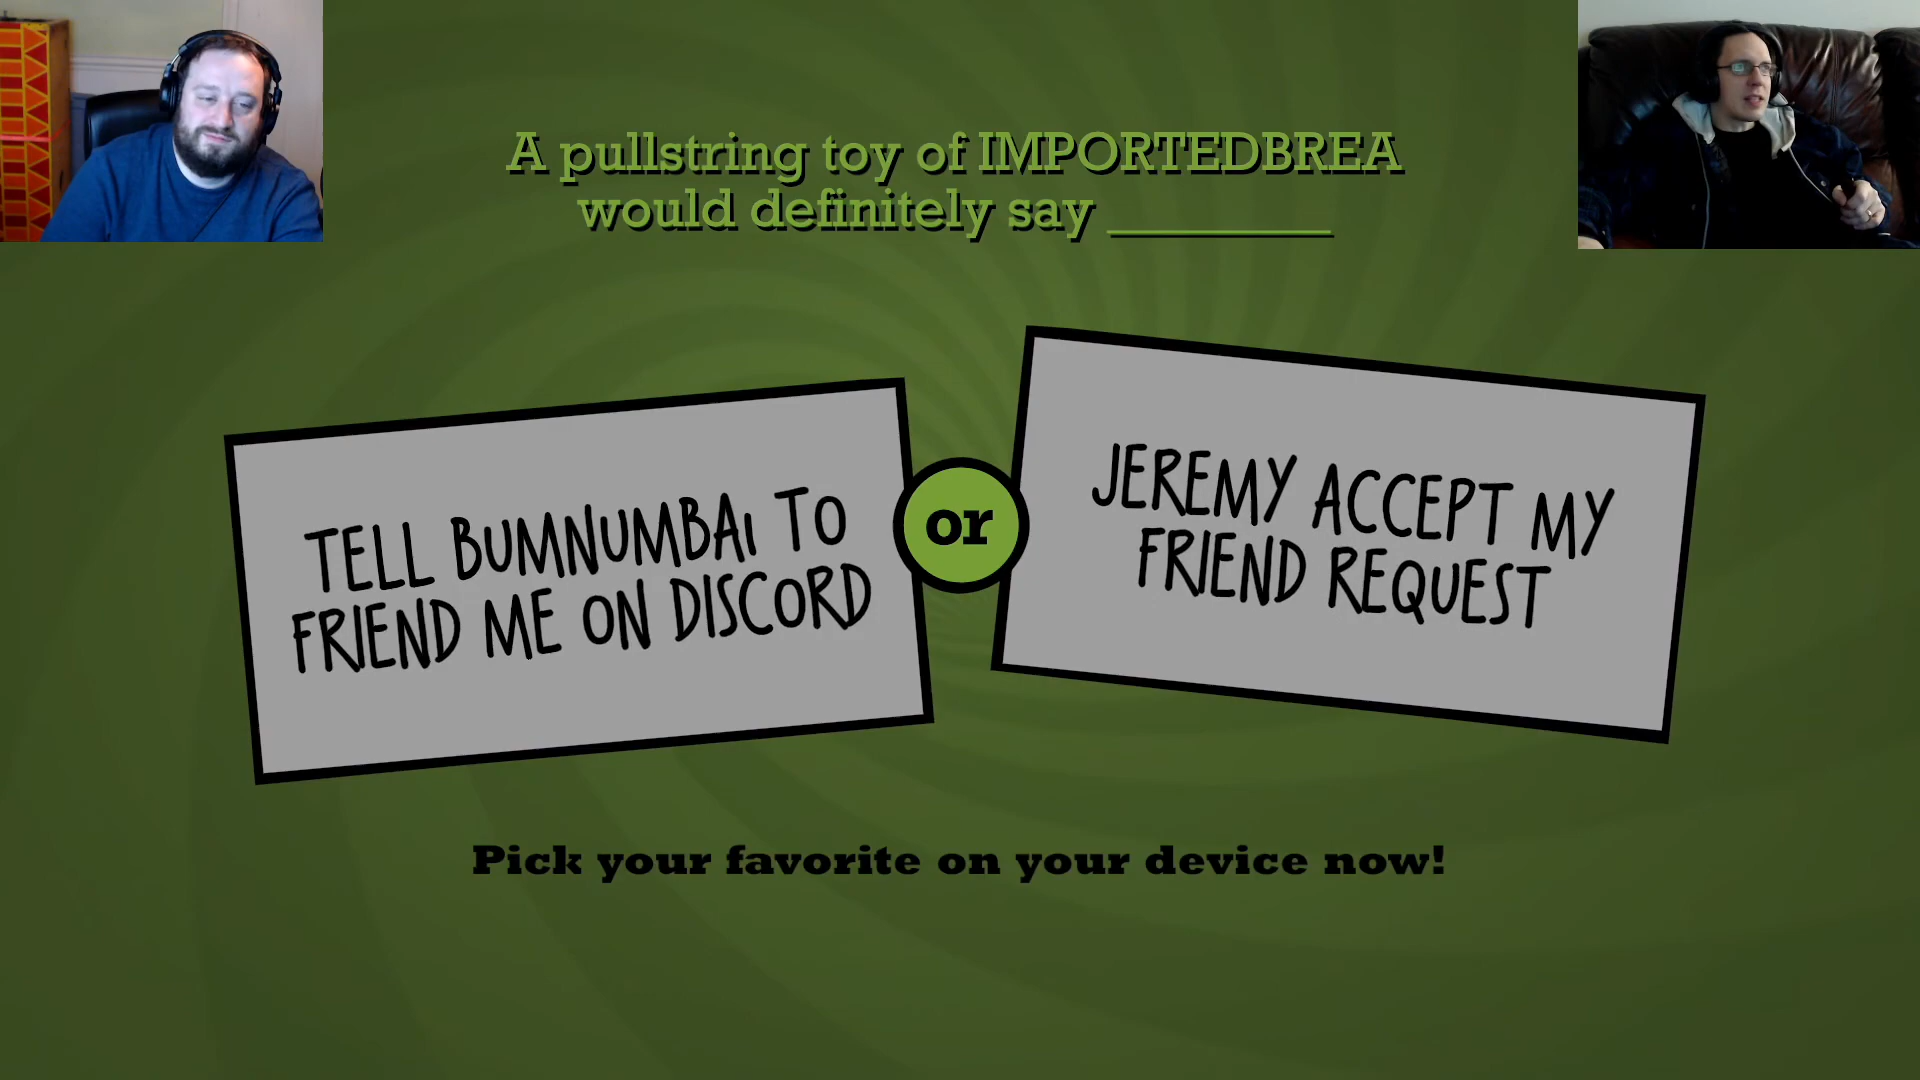 A pullstring toy of IMPORTEDBREA
would definitely say ________
TELL BUMNUMBA1 TO
FRIEND ME ON DISCORD
or
JEREMY ACCEPT MY
FRIEND REQUEST
Pick your favorite on your device now!